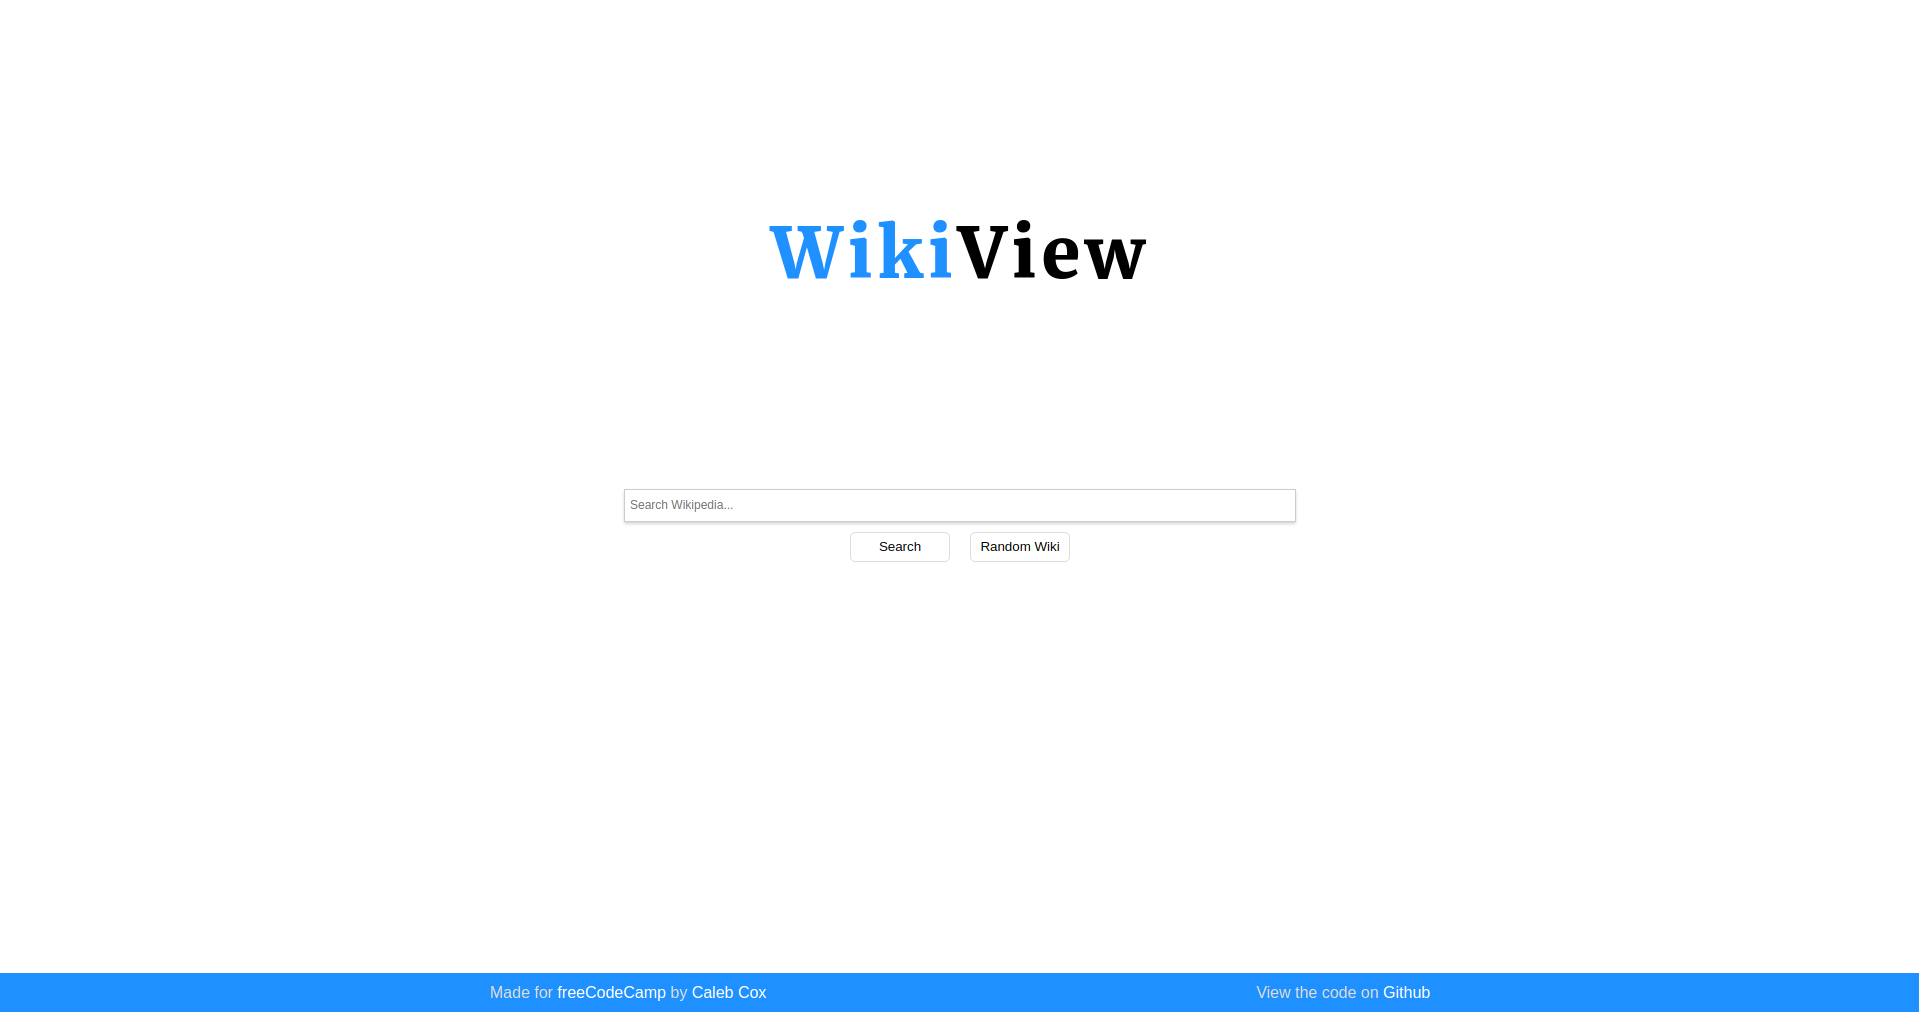 WikiView
Search Wikipedia...
Search
Random Wiki
Made for freeCodeCamp by Caleb Cox
View the code on Github